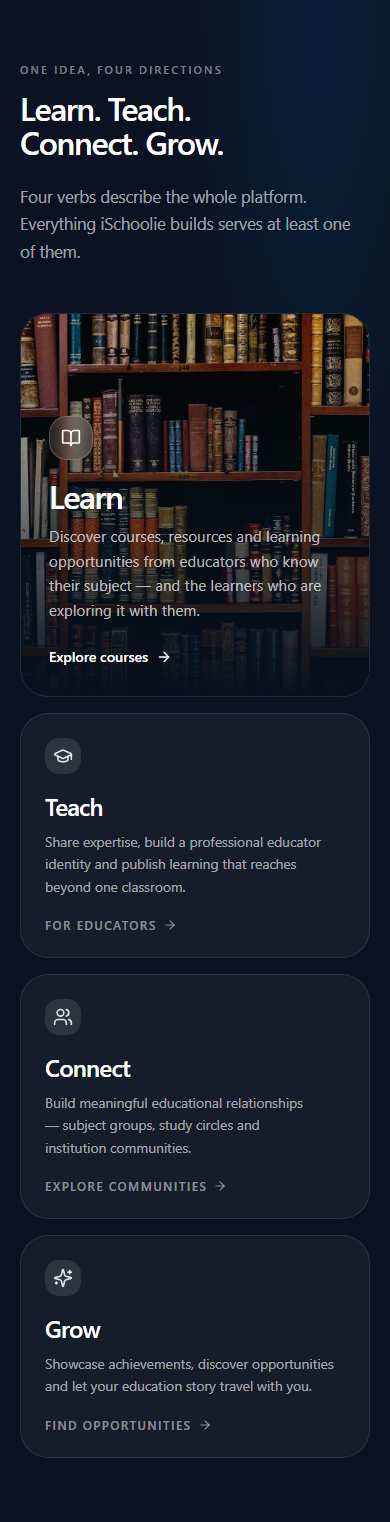 ONE IDEA, FOUR DIRECTIONS
Learn. Teach.
Connect. Grow.
Four verbs describe the whole platform.
Everything iSchoolie builds serves at least one
of them.
Learn
Discover courses, resources and learning
opportunities from educators who know
their subject — and the learners who are
exploring it with them.
Explore courses
Teach
Share expertise, build a professional educator
identity and publish learning that reaches
beyond one classroom.
FOR EDUCATORS
Connect
Build meaningful educational relationships
— subject groups, study circles and
institution communities.
EXPLORE COMMUNITIES
Grow
Showcase achievements, discover opportunities
and let your education story travel with you.
FIND OPPORTUNITIES